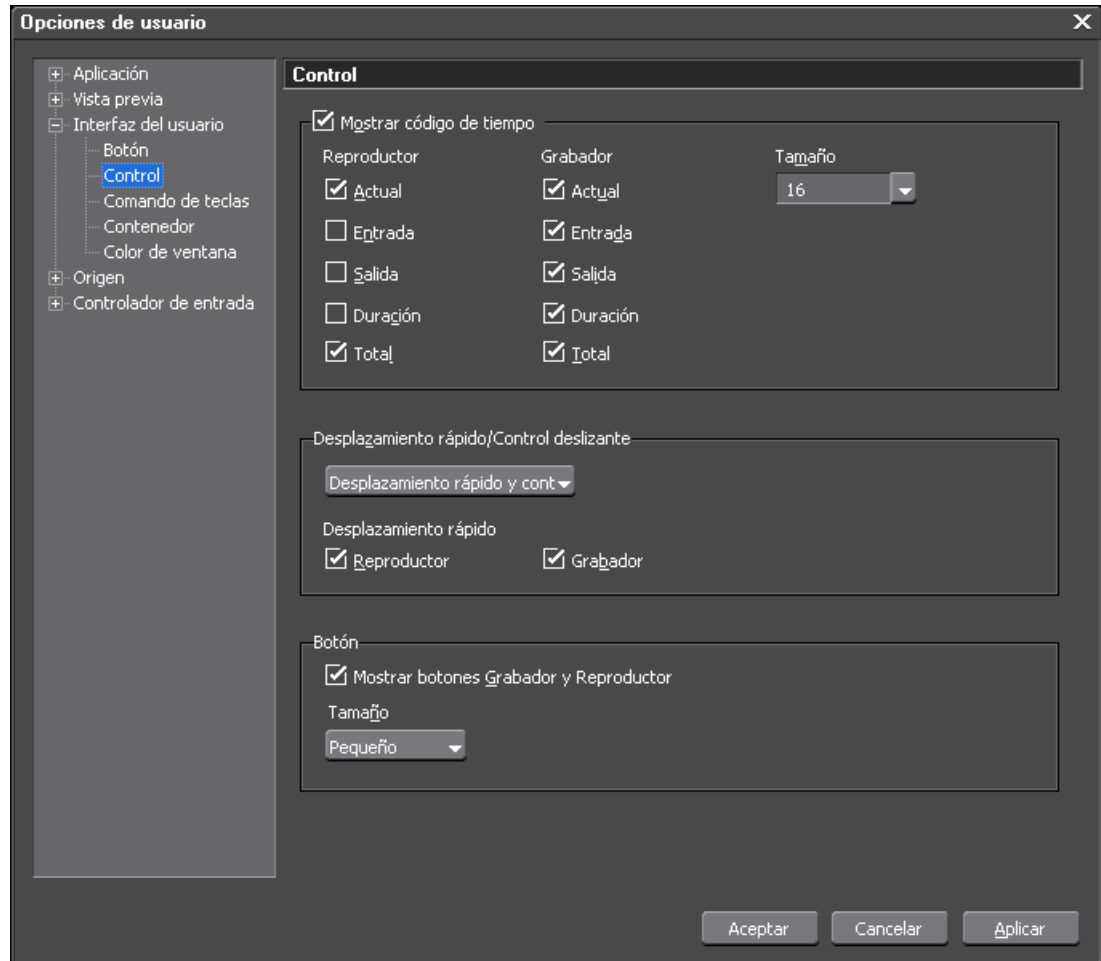 Opciones de usuario
Aplicación
Vista previa
Interfaz del usuario
Botón
Control
Comando de teclas
Contenedor
Color de ventana
Origen
Controlador de entrada
Control
Mostrar código de tiempo
Reproductor Grabador Tamaño
Actual Actual 16
Entrada Entrada
Salida Salida
Duración Duración
Total Total
Desplazamiento rápido/Control deslizante
Desplazamiento rápido y cont
Desplazamiento rápido
Reproductor Grabador
Botón
Mostrar botones Grabador y Reproductor
Tamaño
Pequeño
Aceptar Cancelar Aplicar